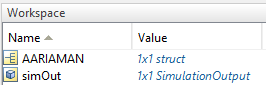 Workspace
Name Value
AARIAMAN 1x1 struct
simOut 1x1 SimulationOutput